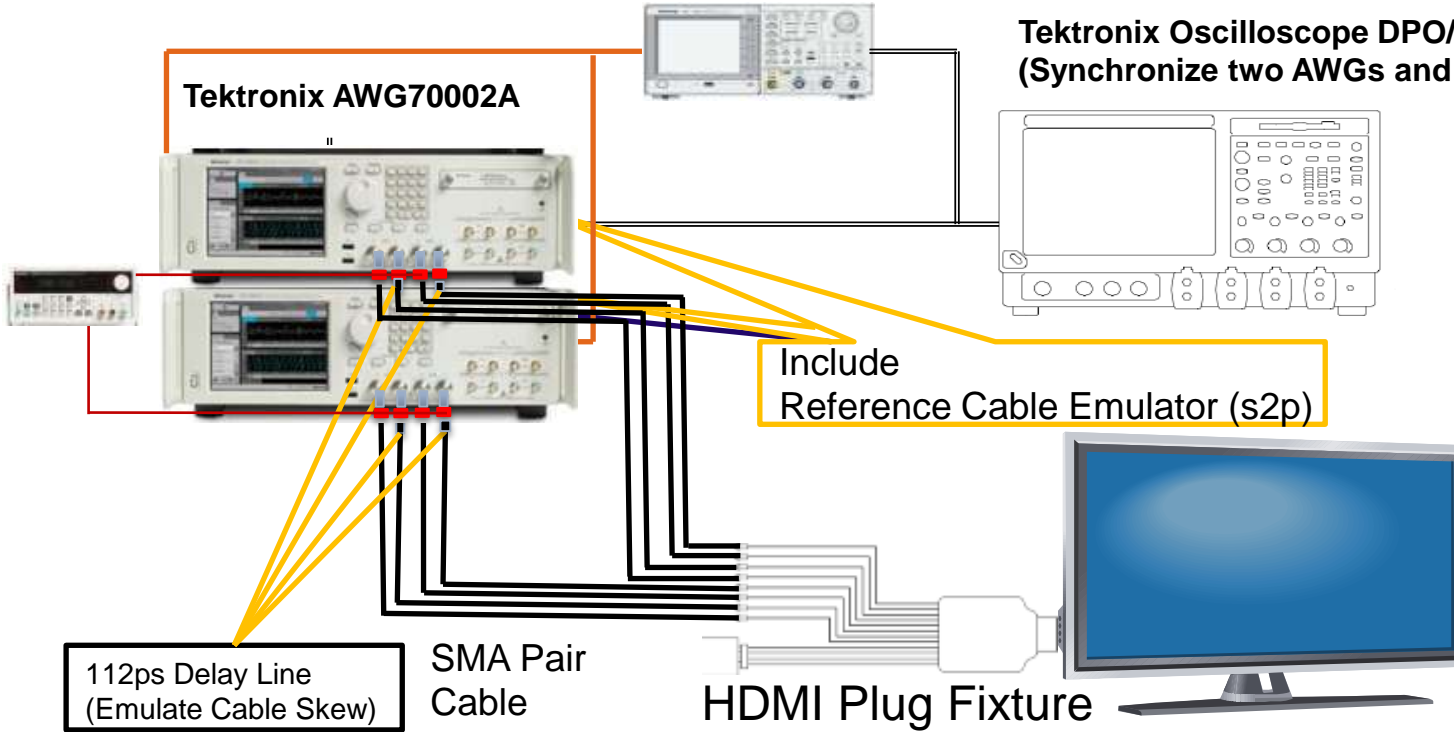 Tektronix Oscilloscope DPO/
(Synchronize two AWGs and
Tektronix AWG70002A
Include
Reference Cable Emulator (s2p)
112ps Delay Line
(Emulate Cable Skew)
SMA Pair
Cable
HDMI Plug Fixture